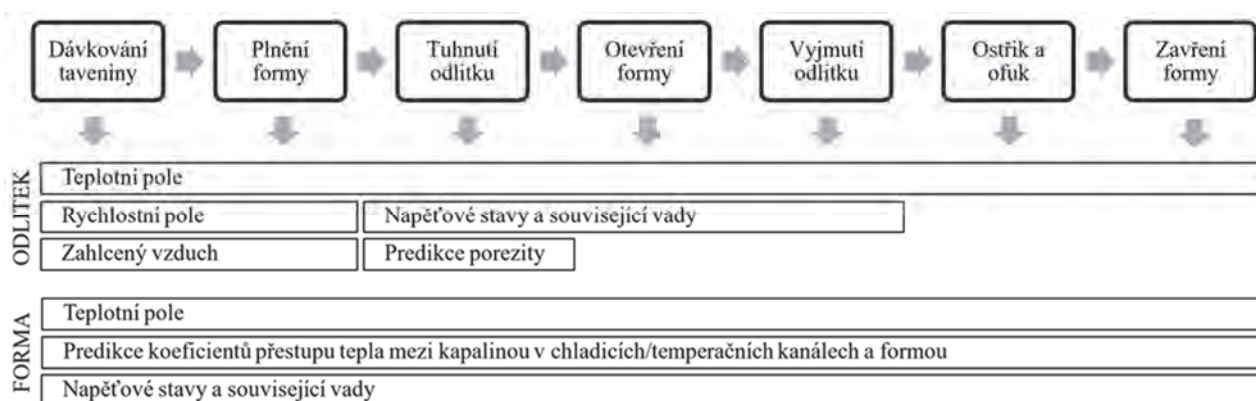 Dávkování
taveniny
Plnění
formy
Tuhnutí
odlitku
Otevření
formy
Vyjmutí
odlitku
Ostřik a
ofuk
Zavření
formy
ODLITEK
Teplotní pole
Rychlostní pole
Napěťové stavy a související vady
Zahlcený vzduch
Predikce porezity
FORMA
Teplotní pole
Predikce koeficientů přestupu tepla mezi kapalinou v chladicích/temperačních kanálech a formou
Napěťové stavy a související vady